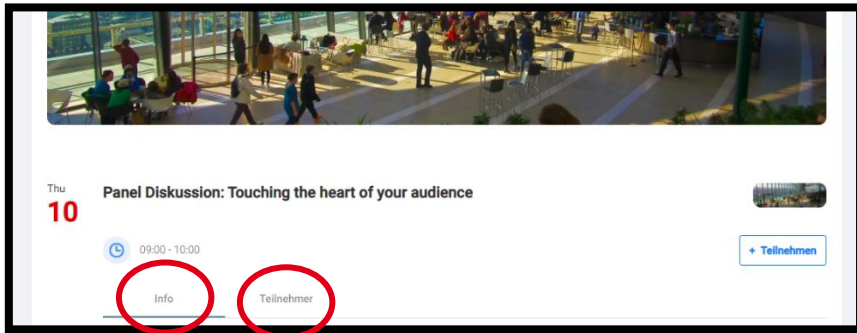 Thu
10
Panel Diskussion: Touching the heart of your audience
09:00 - 10:00
+ Teilnehmen
Info
Teilnehmer